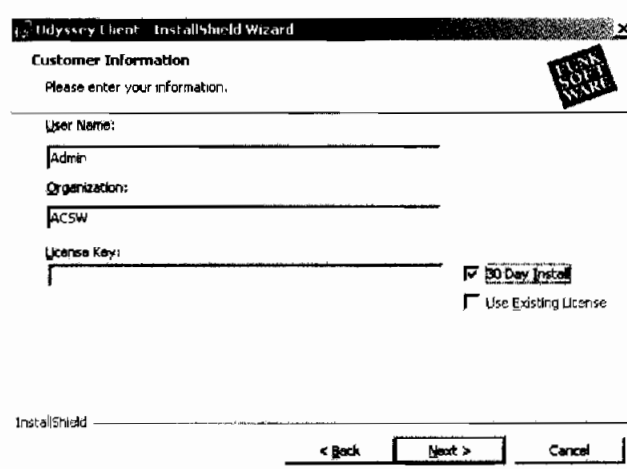 Odyssey Client - InstallShield Wizard
Customer Information
Please enter your information.
FUNK
SOFT
WARE
User Name:
Admin
Organization:
ACSW
License Key:
30 Day Install
Use Existing License
InstallShield
< Back
Next >
Cancel